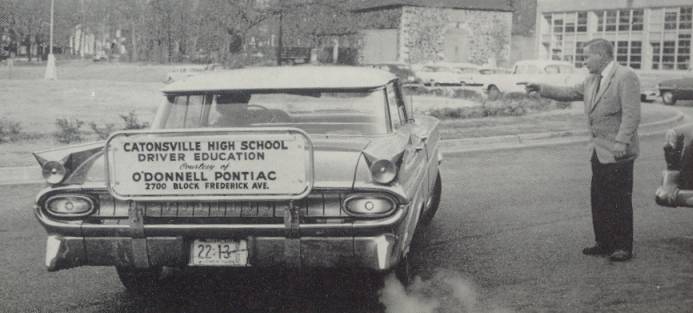 CATONSVILLE HIGH SCHOOL
DRIVER EDUCATION
Courtesy of
O'DONNELL PONTIAC
2700 BLOCK FREDERICK AVE.
22-13